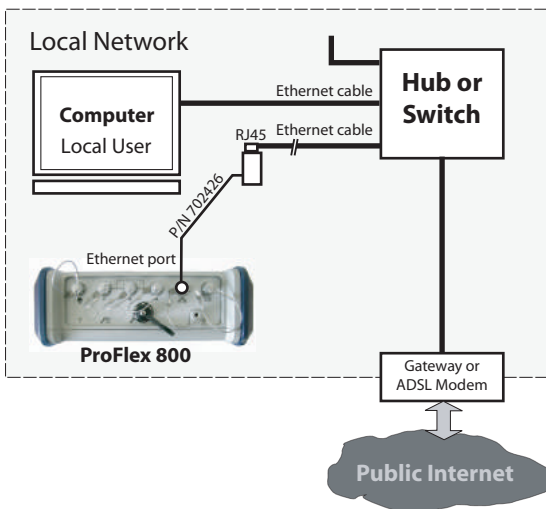 Local Network
Computer
Local User
Ethernet cable
Hub or
Switch
RJ45
Ethernet cable
P/N 702426
Ethernet port
ProFlex 800
Gateway or
ADSL Modem
Public Internet